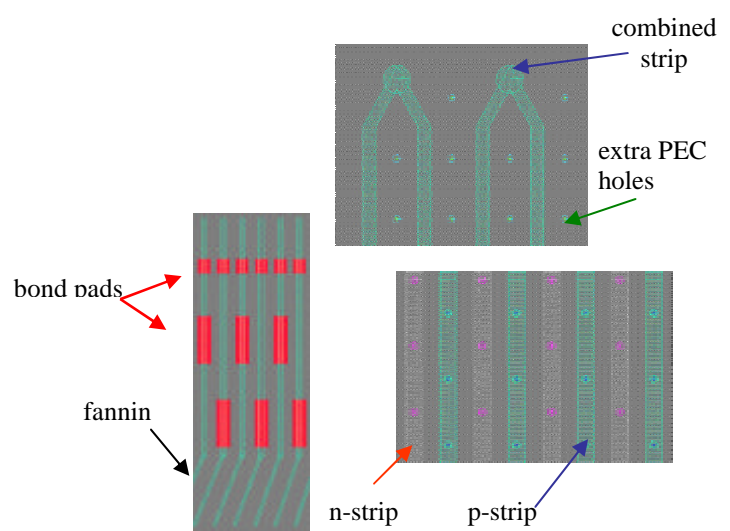 combined
strip
extra PEC
holes
bond pads
fannin
n-strip
p-strip